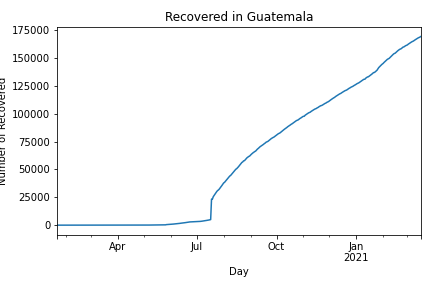 Recovered in Guatemala
175000
150000
125000
100000
75000
50000
25000
0
Number of Recovered
Apr
Jul
Oct
Jan
2021
Day